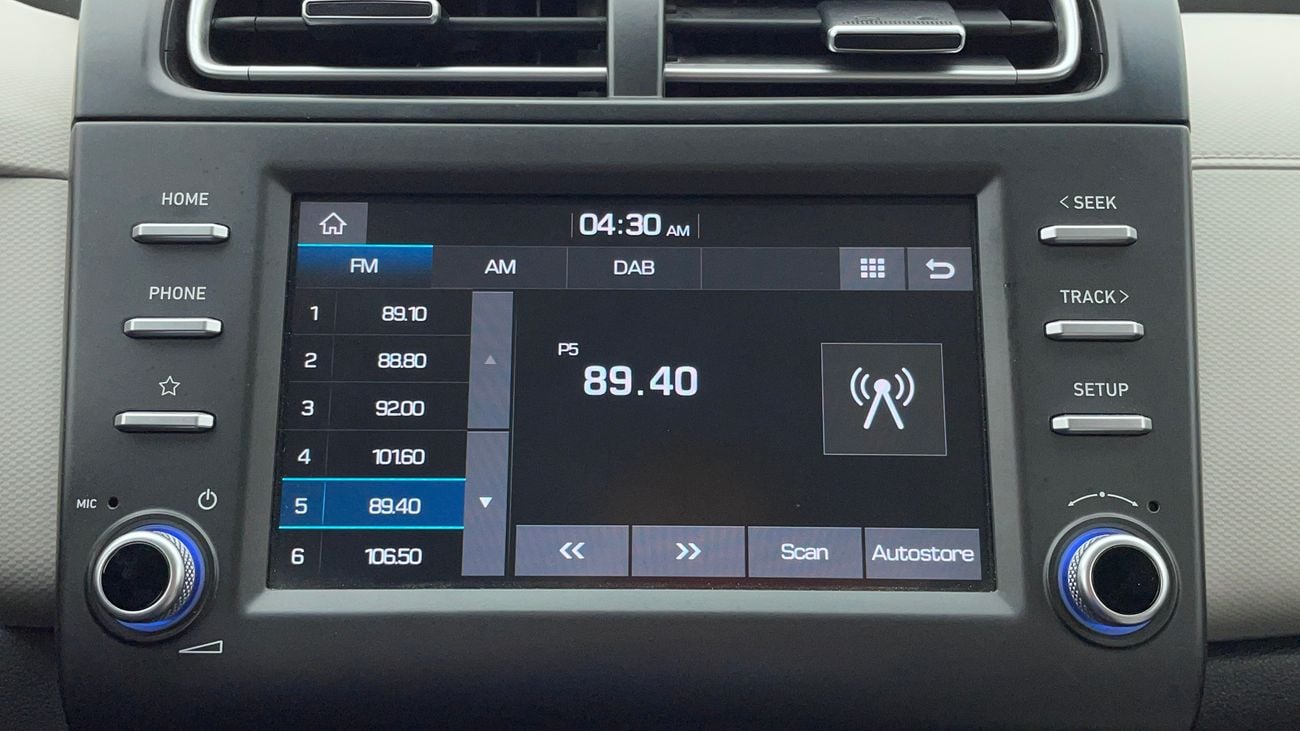 HOME
PHONE
MIC
04:30 AM
FM AM DAB
1 89.10
2 88.80
3 92.00
4 101.60
5 89.40
6 106.50
P5
89.40
<< >> Scan Autostore
< SEEK
TRACK >
SETUP